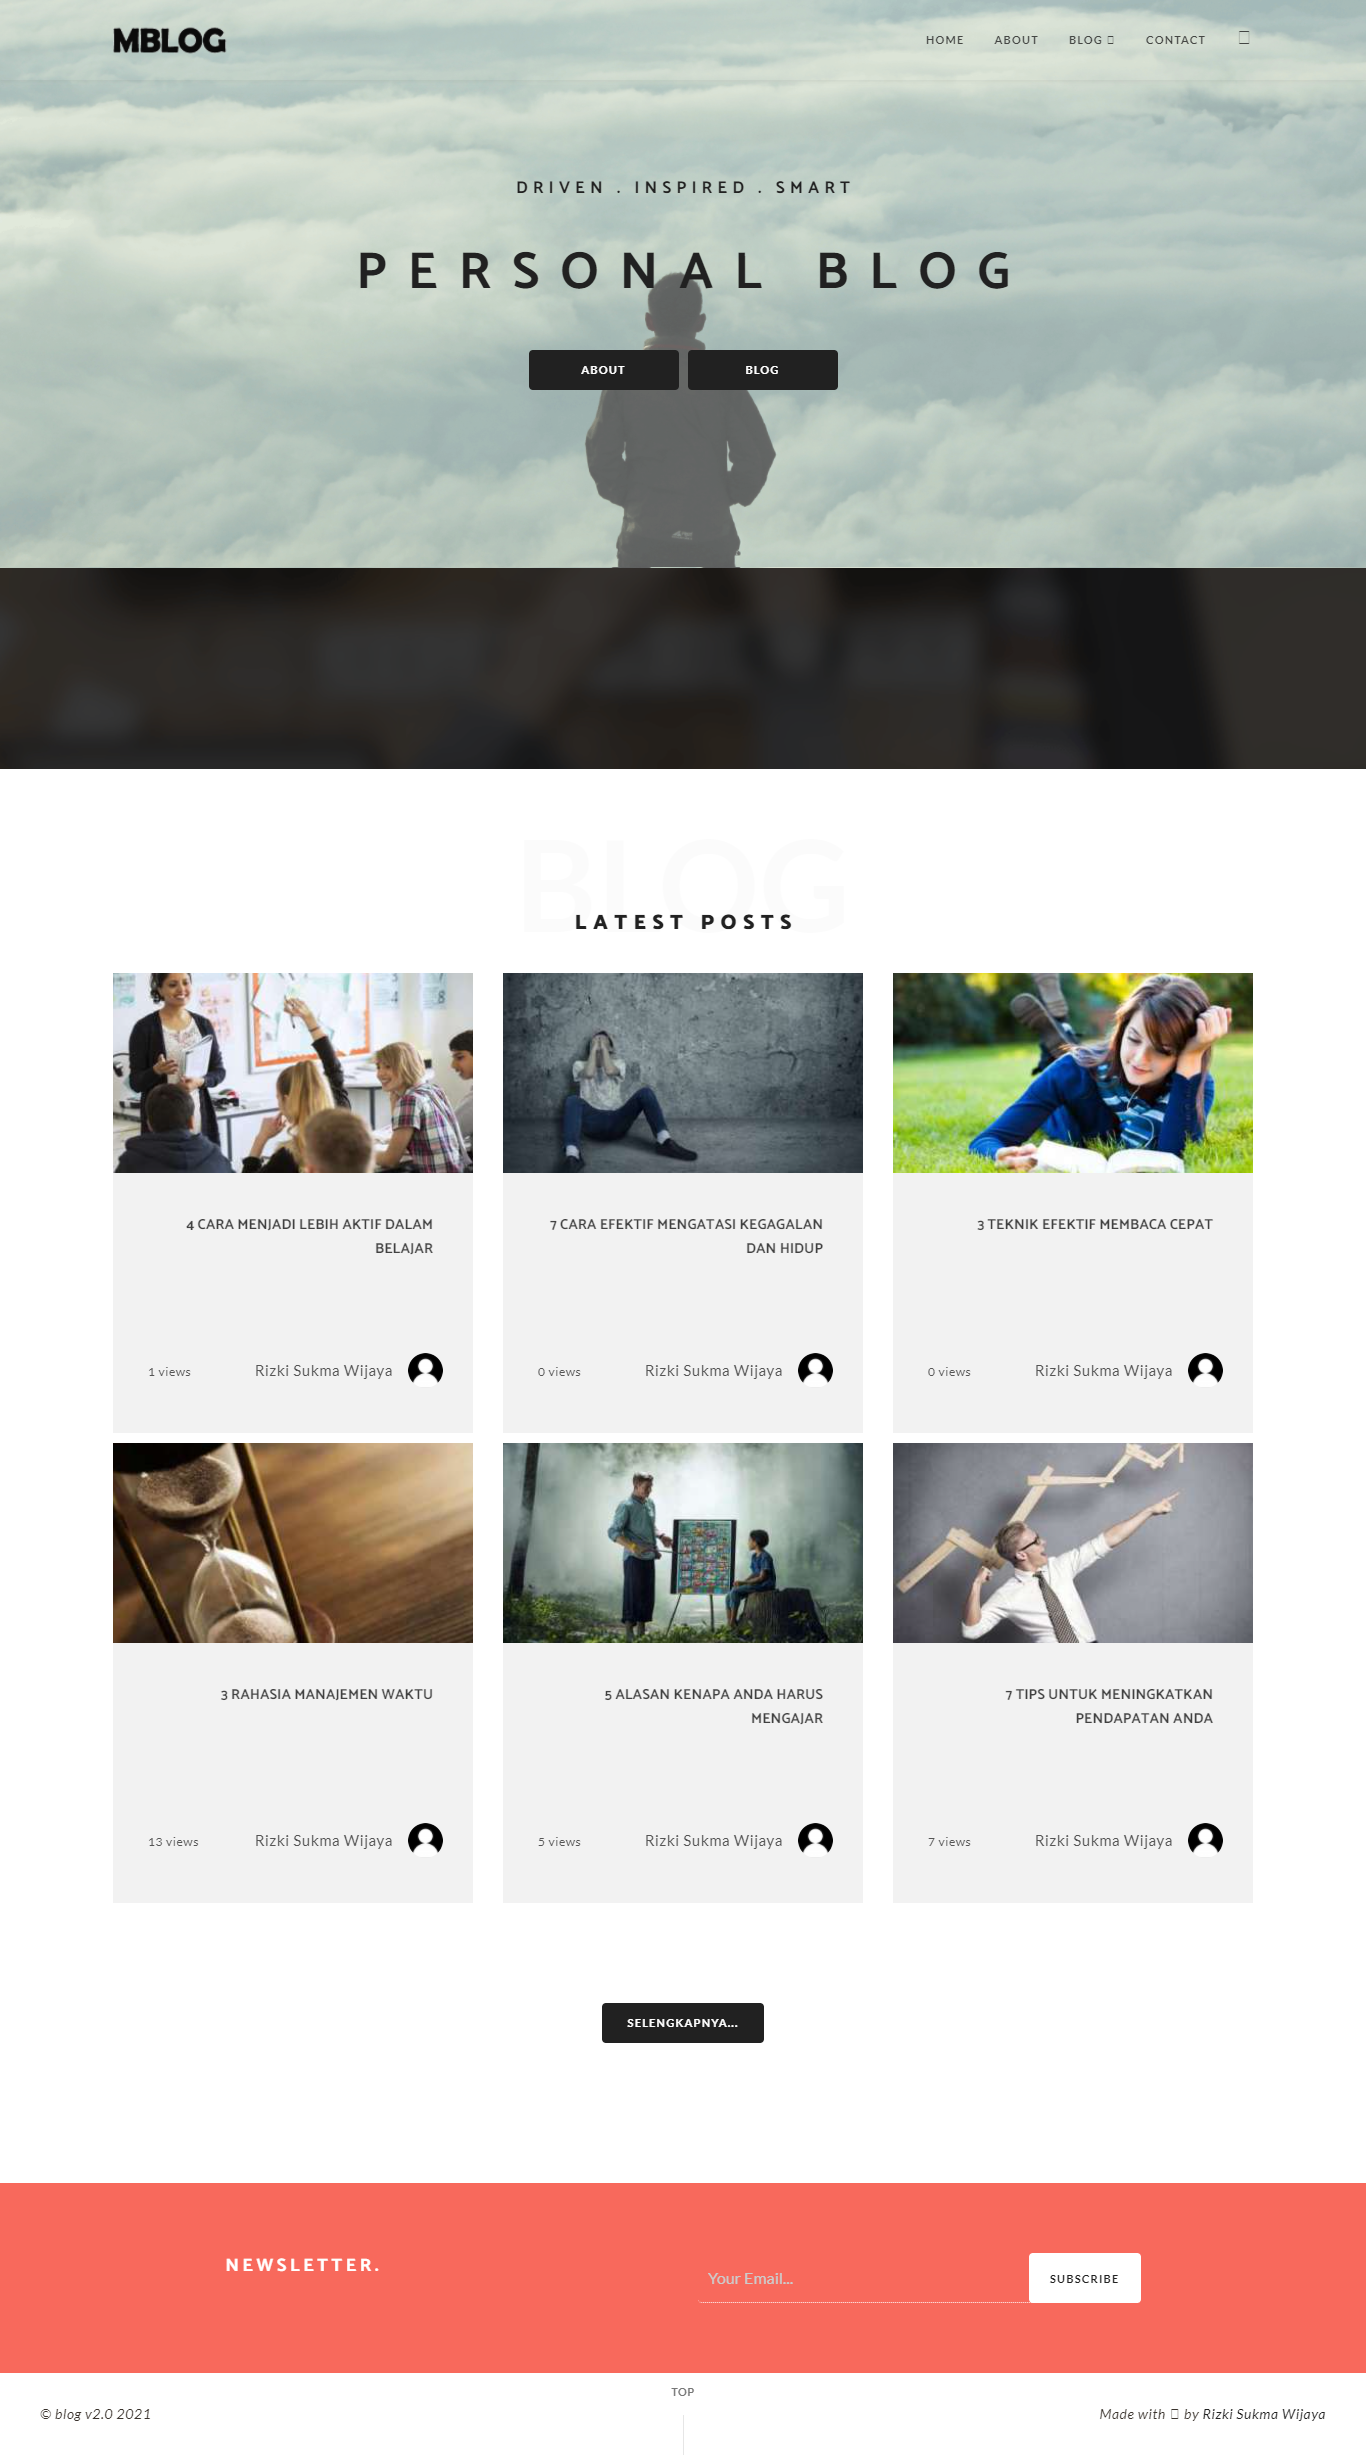 MBLOG
HOME
ABOUT
BLOG
CONTACT
DRIVEN . INSPIRED . SMART
PERSONAL BLOG
ABOUT
BLOG
BLOG
LATEST POSTS
4 CARA MENJADI LEBIH AKTIF DALAM
BELAJAR
1 views
Rizki Sukma Wijaya
7 CARA EFEKTIF MENGATASI KEGAGALAN
DAN HIDUP
0 views
Rizki Sukma Wijaya
3 TEKNIK EFEKTIF MEMBACA CEPAT
0 views
Rizki Sukma Wijaya
3 RAHASIA MANAJEMEN WAKTU
13 views
Rizki Sukma Wijaya
5 ALASAN KENAPA ANDA HARUS
MENGAJAR
5 views
Rizki Sukma Wijaya
7 TIPS UNTUK MENINGKATKAN
PENDAPATAN ANDA
7 views
Rizki Sukma Wijaya
SELENGKAPNYA...
NEWSLETTER.
Your Email...
SUBSCRIBE
TOP
© blog v2.0 2021
Made with by Rizki Sukma Wijaya